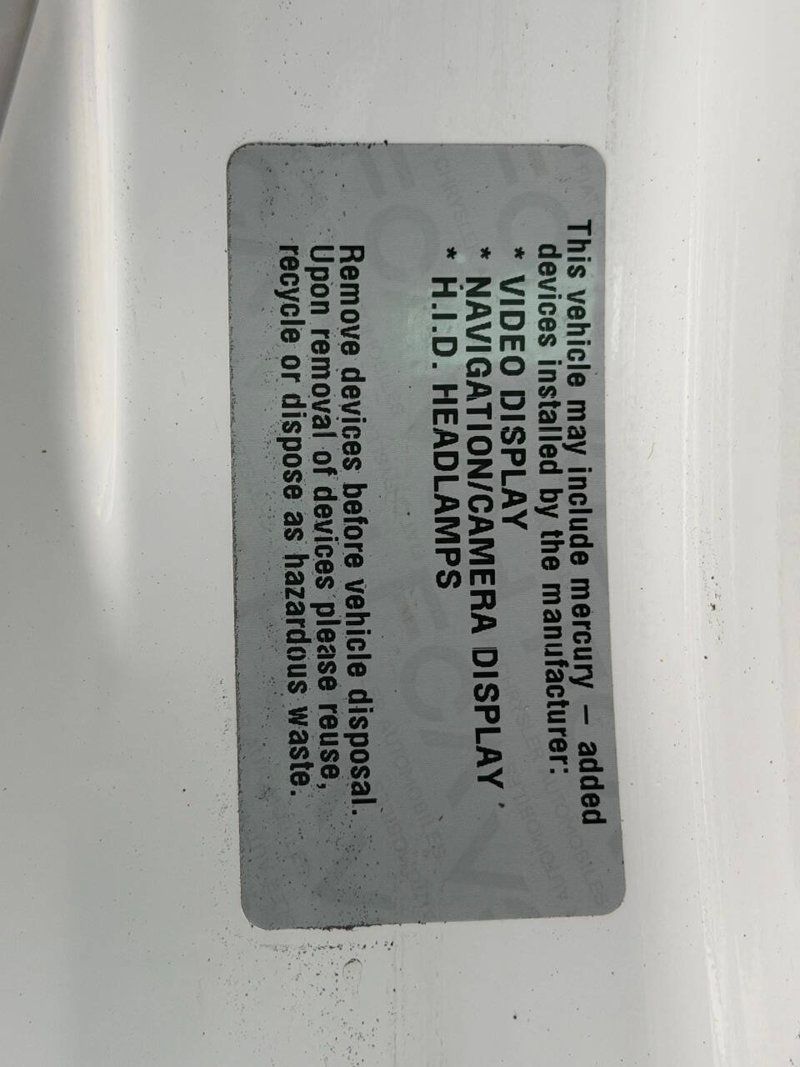 This vehicle may include mercury – added
devices installed by the manufacturer:
* VIDEO DISPLAY
* NAVIGATION/CAMERA DISPLAY
* H.I.D. HEADLAMPS
Remove devices before vehicle disposal.
Upon removal of devices please reuse,
recycle or dispose as hazardous waste.